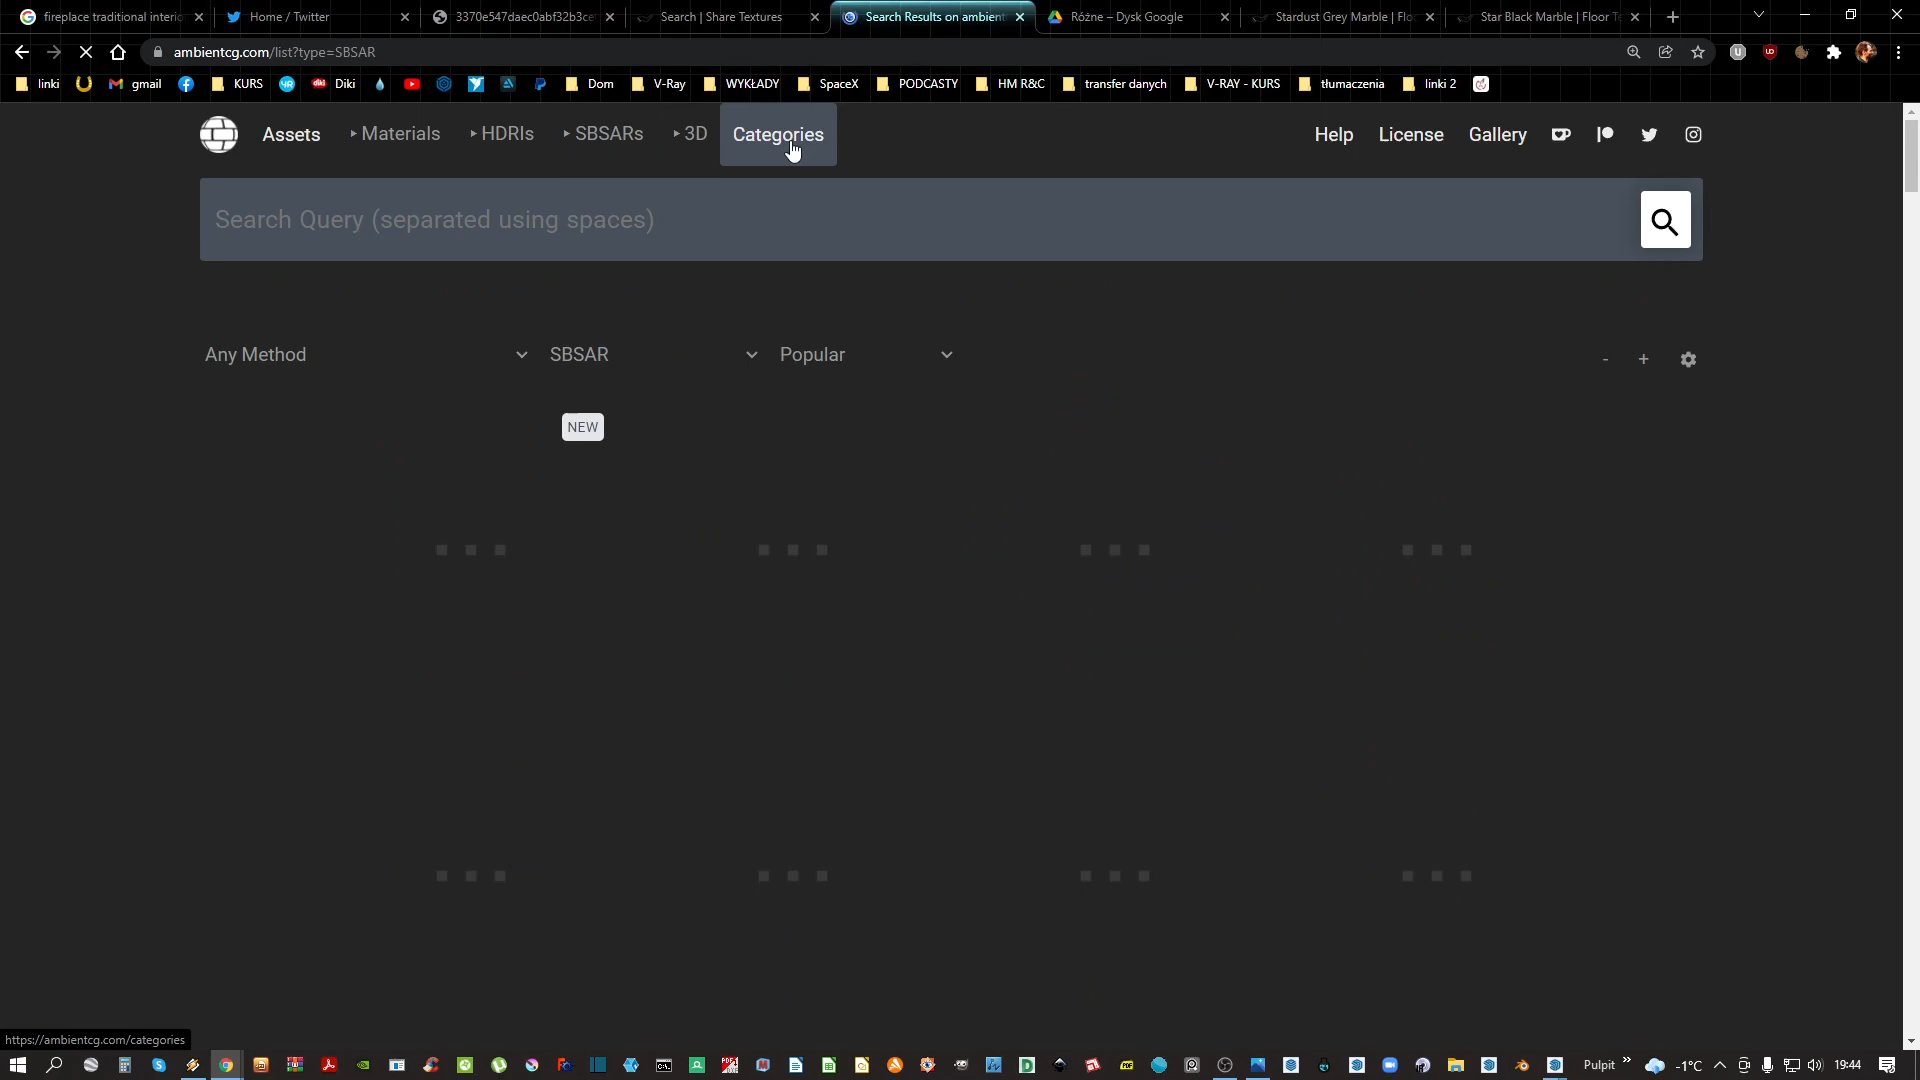 fireplace traditional interi
Home / Twitter
3370e547daec0abf32b3ce
Search | Share Textures
Search Results on ambient
Różne – Dysk Google
Stardust Grey Marble | Flo
Star Black Marble | Floor T
ambientcg.com/list?type=SBSAR
linki
gmail
KURS
Diki
Dom
V-Ray
WYKŁADY
SpaceX
PODCASTY
HM R&C
transfer danych
V-RAY - KURS
tłumaczenia
linki 2
Assets
Materials
HDRIs
SBSARs
3D
Categories
Help
License
Gallery
Search Query (separated using spaces)
Any Method
SBSAR
Popular
-
+
NEW
https://ambientcg.com/categories
Pulpit
-1°C
19:44